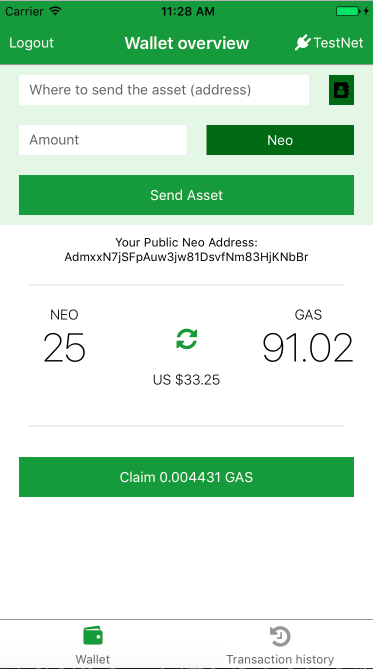 Carrier 11:28 AM
Logout Wallet overview TestNet
Where to send the asset (address)
Amount Neo
Send Asset
Your Public Neo Address:
AdmxxN7jSFpAuw3jw81DsvfNm83HjKNbBr
NEO GAS
25 91.02
US $33.25
Claim 0.004431 GAS
Wallet Transaction history